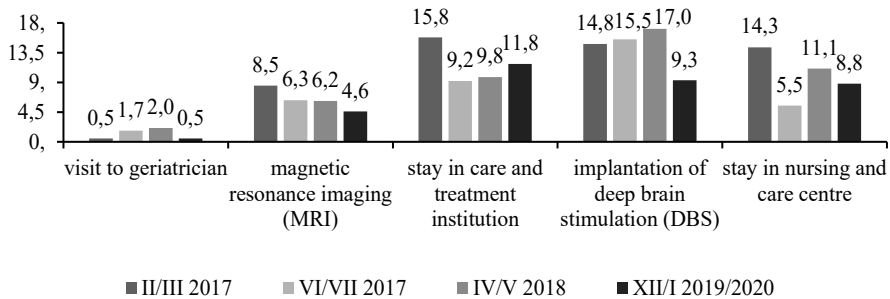 18,
13,5
9,
4,5
0,
0,5 1,7 2,0 0,5
8,5 6,3 6,2 4,6
15,8 9,2 9,8 11,8
14,8 15,5 17,0 9,3
14,3 5,5 11,1 8,8
visit to geriatrician
magnetic
resonance imaging
(MRI)
stay in care and
treatment
institution
implantation of
deep brain
stimulation (DBS)
stay in nursing and
care centre
II/III 2017 VI/VII 2017 IV/V 2018 XII/I 2019/2020